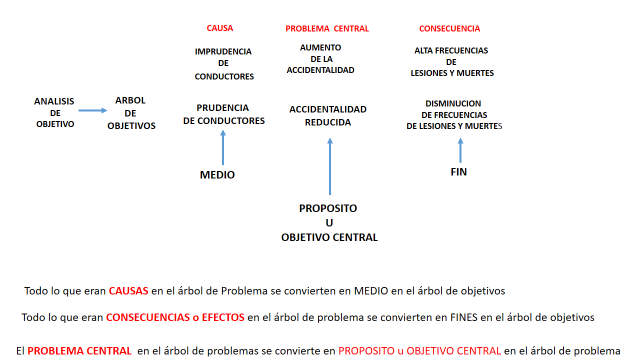 CAUSA
PROBLEMA CENTRAL
CONSECUENCIA
IMPRUDENCIA
DE
CONDUCTORES
AUMENTO
DE LA
ACCIDENTALIDAD
ALTA FRECUENCIAS
DE
LESIONES Y MUERTES
ANALISIS
DE
OBJETIVO
ARBOL
DE
OBJETIVOS
PRUDENCIA
DE CONDUCTORES
ACCIDENTALIDAD
REDUCIDA
DISMINUCION
DE FRECUENCIAS
DE LESIONES Y MUERTES
MEDIO
PROPOSITO
U
OBJETIVO CENTRAL
FIN
Todo lo que eran CAUSAS en el árbol de Problema se convierten en MEDIO en el árbol de objetivos
Todo lo que eran CONSECUENCIAS o EFECTOS en el árbol de problema se convierten en FINES en el árbol de objetivos
El PROBLEMA CENTRAL en el árbol de problemas se convierte en PROPOSITO u OBJETIVO CENTRAL en el árbol de problema